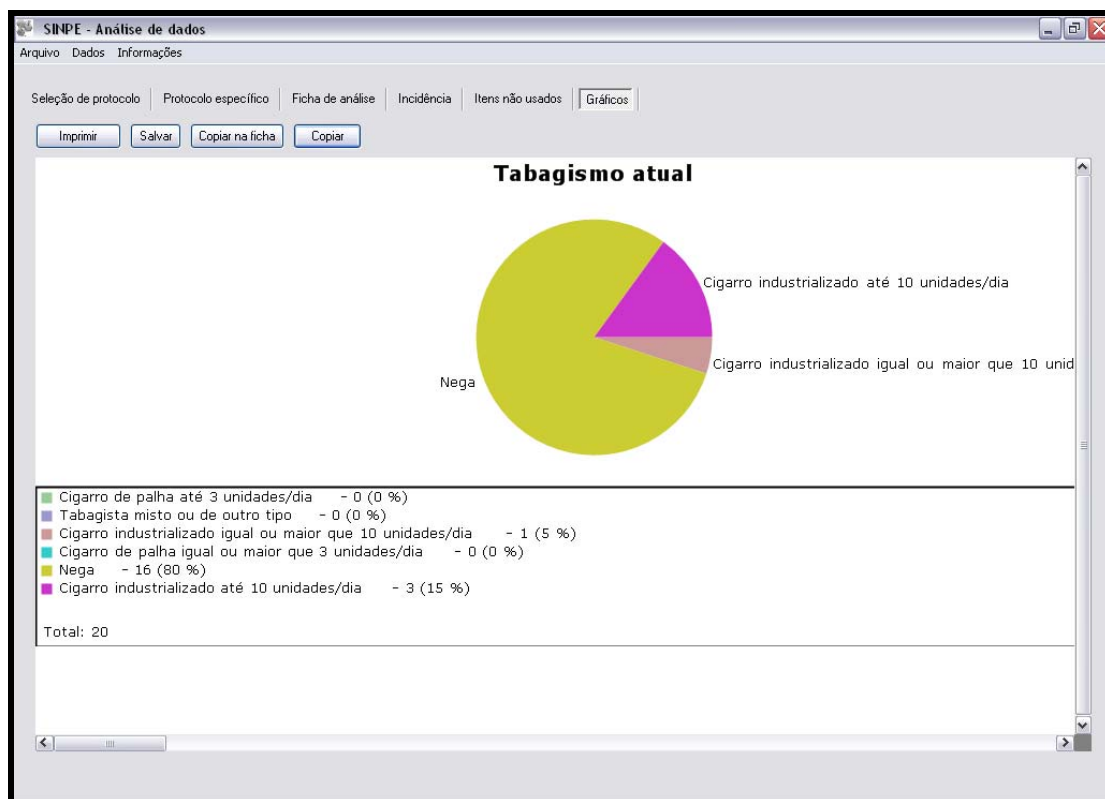 SINPE - Análise de dados
Arquivo Dados Informações
Seleção de protocolo Protocolo específico Ficha de análise Incidência Itens não usados Gráficos
Imprimir Salvar Copiar na ficha Copiar
Tabagismo atual
Cigarro industrializado até 10 unidades/dia
Cigarro industrializado igual ou maior que 10 unid
Nega
Cigarro de palha até 3 unidades/dia - 0 (0 %)
Tabagista misto ou de outro tipo - 0 (0 %)
Cigarro industrializado igual ou maior que 10 unidades/dia - 1 (5 %)
Cigarro de palha igual ou maior que 3 unidades/dia - 0 (0 %)
Nega - 16 (80 %)
Cigarro industrializado até 10 unidades/dia - 3 (15 %)
Total: 20